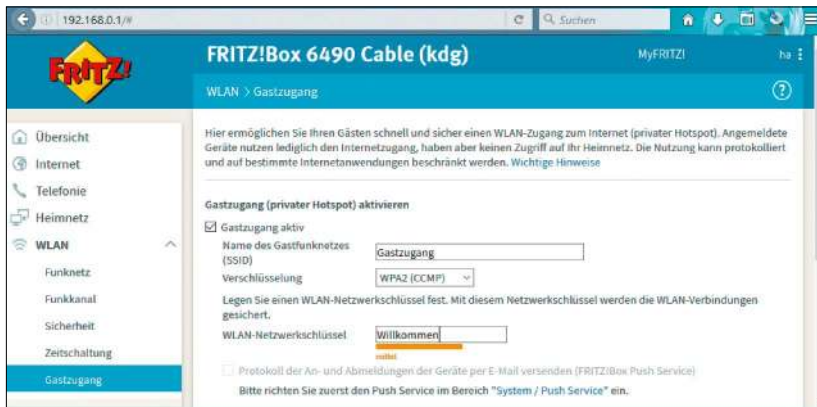 192.168.0.1/#
Suchen
FRITZ!
FRITZ!Box 6490 Cable (kdg)
MyFRITZ!
ha
WLAN > Gastzugang
Übersicht
Internet
Telefonie
Heimnetz
WLAN
Funknetz
Funkkanal
Sicherheit
Zeitschaltung
Gastzugang
Hier ermöglichen Sie Ihren Gästen schnell und sicher einen WLAN-Zugang zum Internet (privater Hotspot). Angemeldete
Geräte nutzen lediglich den Internetzugang, haben aber keinen Zugriff auf Ihr Heimnetz. Die Nutzung kann protokolliert
und auf bestimmte Internetanwendungen beschränkt werden. Wichtige Hinweise
Gastzugang (privater Hotspot) aktivieren
Gastzugang aktiv
Name des Gastfunknetzes
(SSID)
Gastzugang
Verschlüsselung
WPA2 (CCMP)
Legen Sie einen WLAN-Netzwerkschlüssel fest. Mit diesem Netzwerkschlüssel werden die WLAN-Verbindungen
gesichert.
WLAN-Netzwerkschlüssel
Willkommen
mittel
Protokoll der An- und Abmeldungen der Geräte per E-Mail versenden (FRITZ!Box Push Service)
Bitte richten Sie zuerst den Push Service im Bereich "System / Push Service" ein.